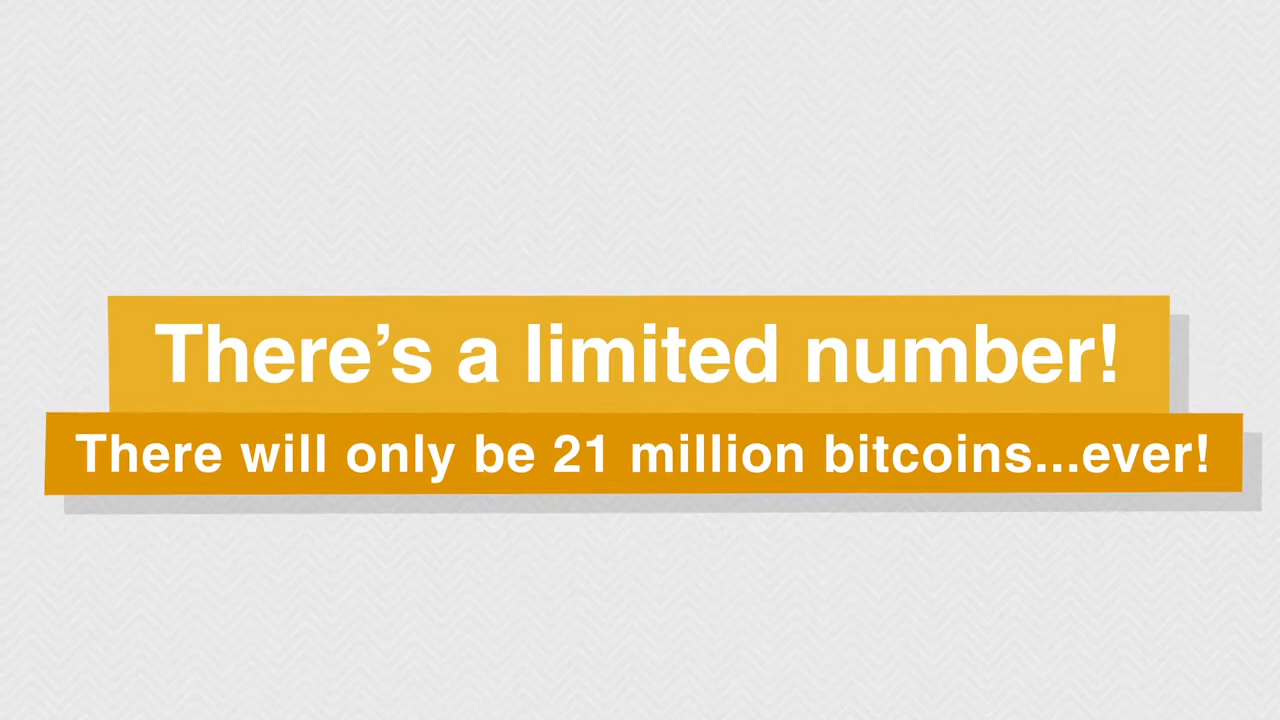 There’s a limited number!
There will only be 21 million bitcoins...ever!